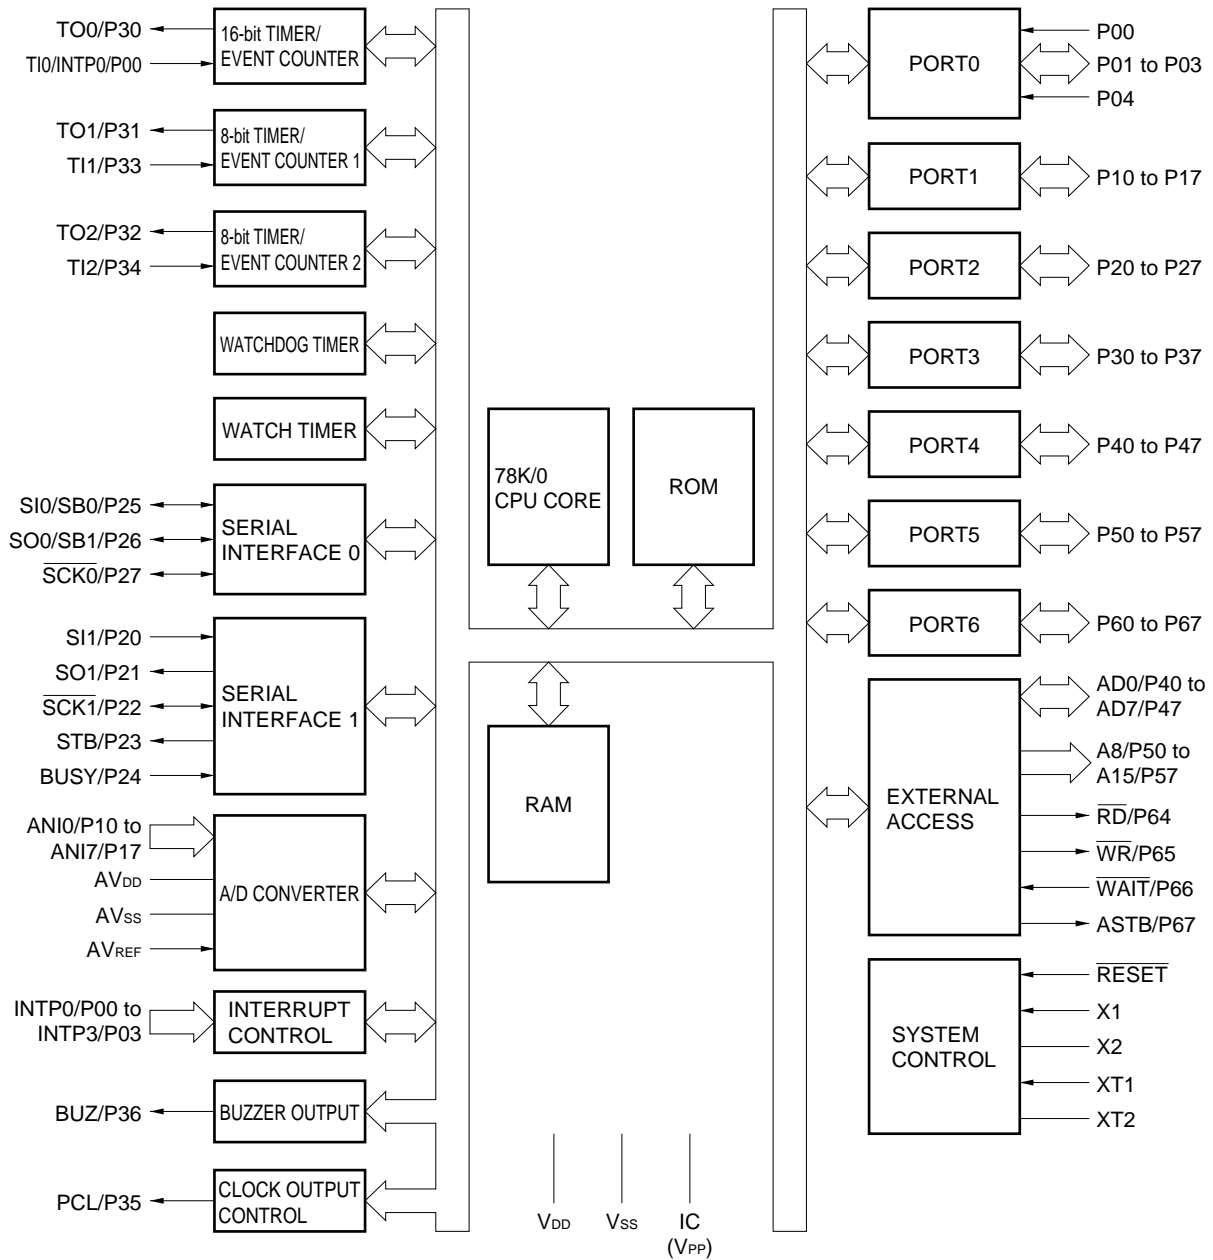 TO0/P30
TI0/INTP0/P00
16-bit TIMER/
EVENT COUNTER
TO1/P31
TI1/P33
8-bit TIMER/
EVENT COUNTER 1
TO2/P32
TI2/P34
8-bit TIMER/
EVENT COUNTER 2
WATCHDOG TIMER
WATCH TIMER
SI0/SB0/P25
SO0/SB1/P26
SCK0/P27
SERIAL
INTERFACE 0
SI1/P20
SO1/P21
SCK1/P22
STB/P23
BUSY/P24
SERIAL
INTERFACE 1
ANI0/P10 to
ANI7/P17
AVDD
AVSS
AVREF
A/D CONVERTER
INTP0/P00 to
INTP3/P03
INTERRUPT
CONTROL
BUZ/P36
BUZZER OUTPUT
PCL/P35
CLOCK OUTPUT
CONTROL
78K/0
CPU CORE
ROM
RAM
VDD
VSS
IC
(VPP)
PORT0
P00
P01 to P03
P04
PORT1
P10 to P17
PORT2
P20 to P27
PORT3
P30 to P37
PORT4
P40 to P47
PORT5
P50 to P57
PORT6
P60 to P67
EXTERNAL
ACCESS
AD0/P40 to
AD7/P47
A8/P50 to
A15/P57
RD/P64
WR/P65
WAIT/P66
ASTB/P67
SYSTEM
CONTROL
RESET
X1
X2
XT1
XT2